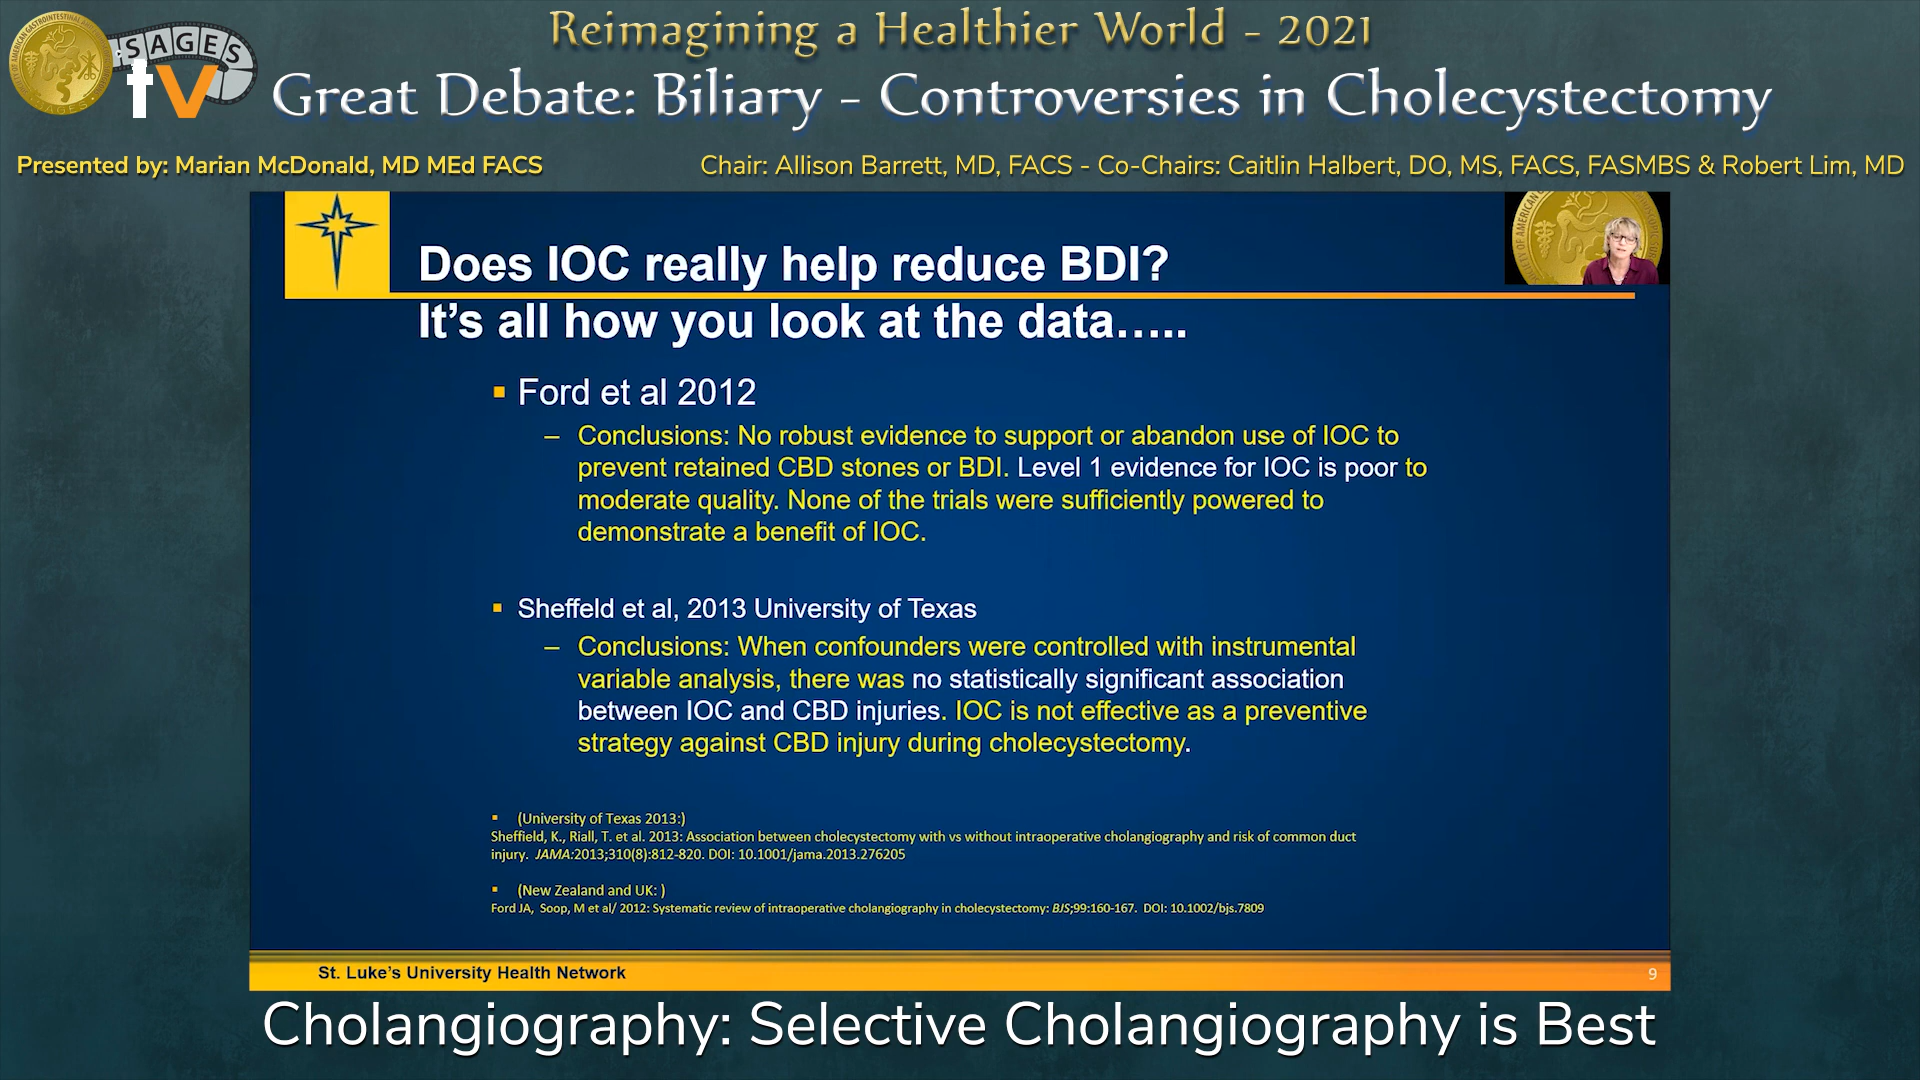 Reimagining a Healthier World - 2021
SAGES
tv
Great Debate: Biliary - Controversies in Cholecystectomy
Presented by: Marian McDonald, MD MEd FACS
Chair: Allison Barrett, MD, FACS - Co-Chairs: Caitlin Halbert, DO, MS, FACS, FASMBS & Robert Lim, MD
Does IOC really help reduce BDI?
It’s all how you look at the data…..
▪ Ford et al 2012
– Conclusions: No robust evidence to support or abandon use of IOC to
prevent retained CBD stones or BDI. Level 1 evidence for IOC is poor to
moderate quality. None of the trials were sufficiently powered to
demonstrate a benefit of IOC.
▪ Sheffeld et al, 2013 University of Texas
– Conclusions: When confounders were controlled with instrumental
variable analysis, there was no statistically significant association
between IOC and CBD injuries. IOC is not effective as a preventive
strategy against CBD injury during cholecystectomy.
▪ (University of Texas 2013:)
Sheffield, K., Riall, T. et al. 2013: Association between cholecystectomy with vs without intraoperative cholangiography and risk of common duct
injury. JAMA:2013;310(8):812-820. DOI: 10.1001/jama.2013.276205
▪ (New Zealand and UK: )
Ford JA, Soop, M et al/ 2012: Systematic review of intraoperative cholangiography in cholecystectomy: BJS;99:160-167. DOI: 10.1002/bjs.7809
St. Luke’s University Health Network
9
Cholangiography: Selective Cholangiography is Best